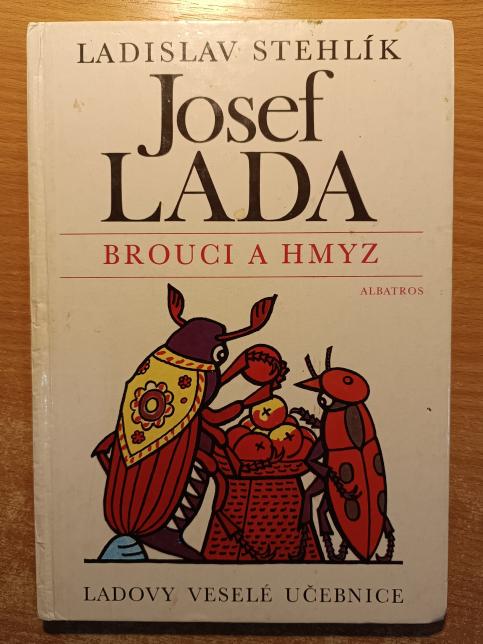 LADISLAV STEHLÍK
Josef
LADA
BROUCI A HMYZ
ALBATROS
LADOVY VESELÉ UČEBNICE